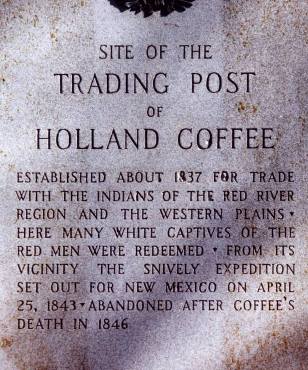 SITE OF THE
TRADING POST
OF
HOLLAND COFFEE
ESTABLISHED ABOUT 1837 FOR TRADE
WITH THE INDIANS OF THE RED RIVER
REGION AND THE WESTERN PLAINS •
HERE MANY WHITE CAPTIVES OF THE
RED MEN WERE REDEEMED • FROM ITS
VICINITY THE SNIVELY EXPEDITION
SET OUT FOR NEW MEXICO ON APRIL
25, 1843 • ABANDONED AFTER COFFEE'S
DEATH IN 1846